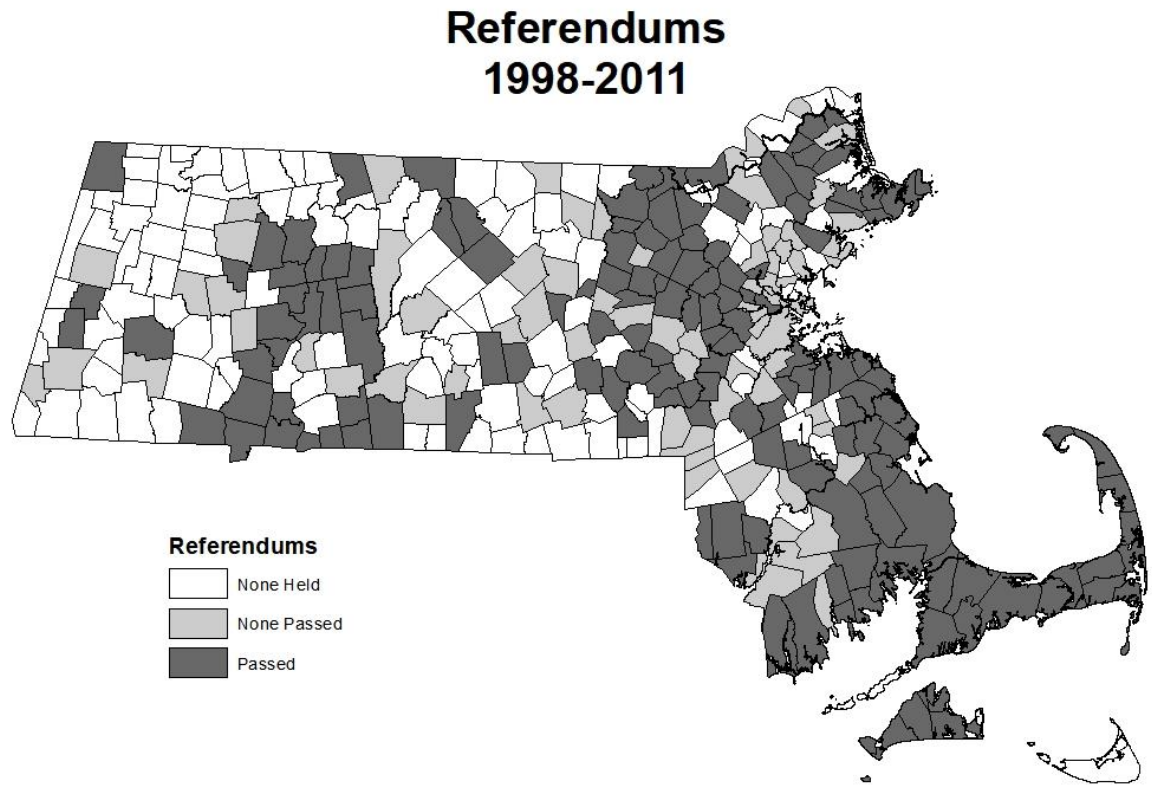 Referendums
1998-2011
Referendums
None Held
None Passed
Passed